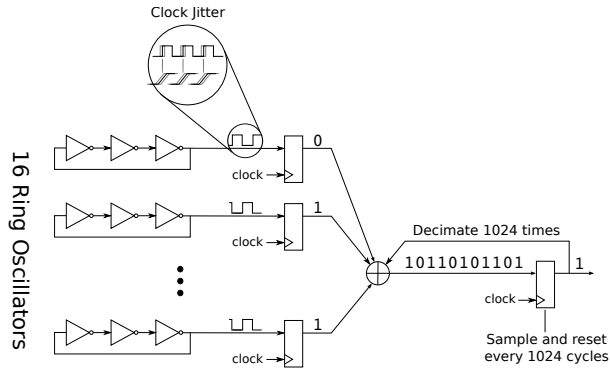 Clock Jitter
16 Ring Oscillators
0
clock
1
clock
Decimate 1024 times
10110101101
1
clock
1
clock
Sample and reset
every 1024 cycles